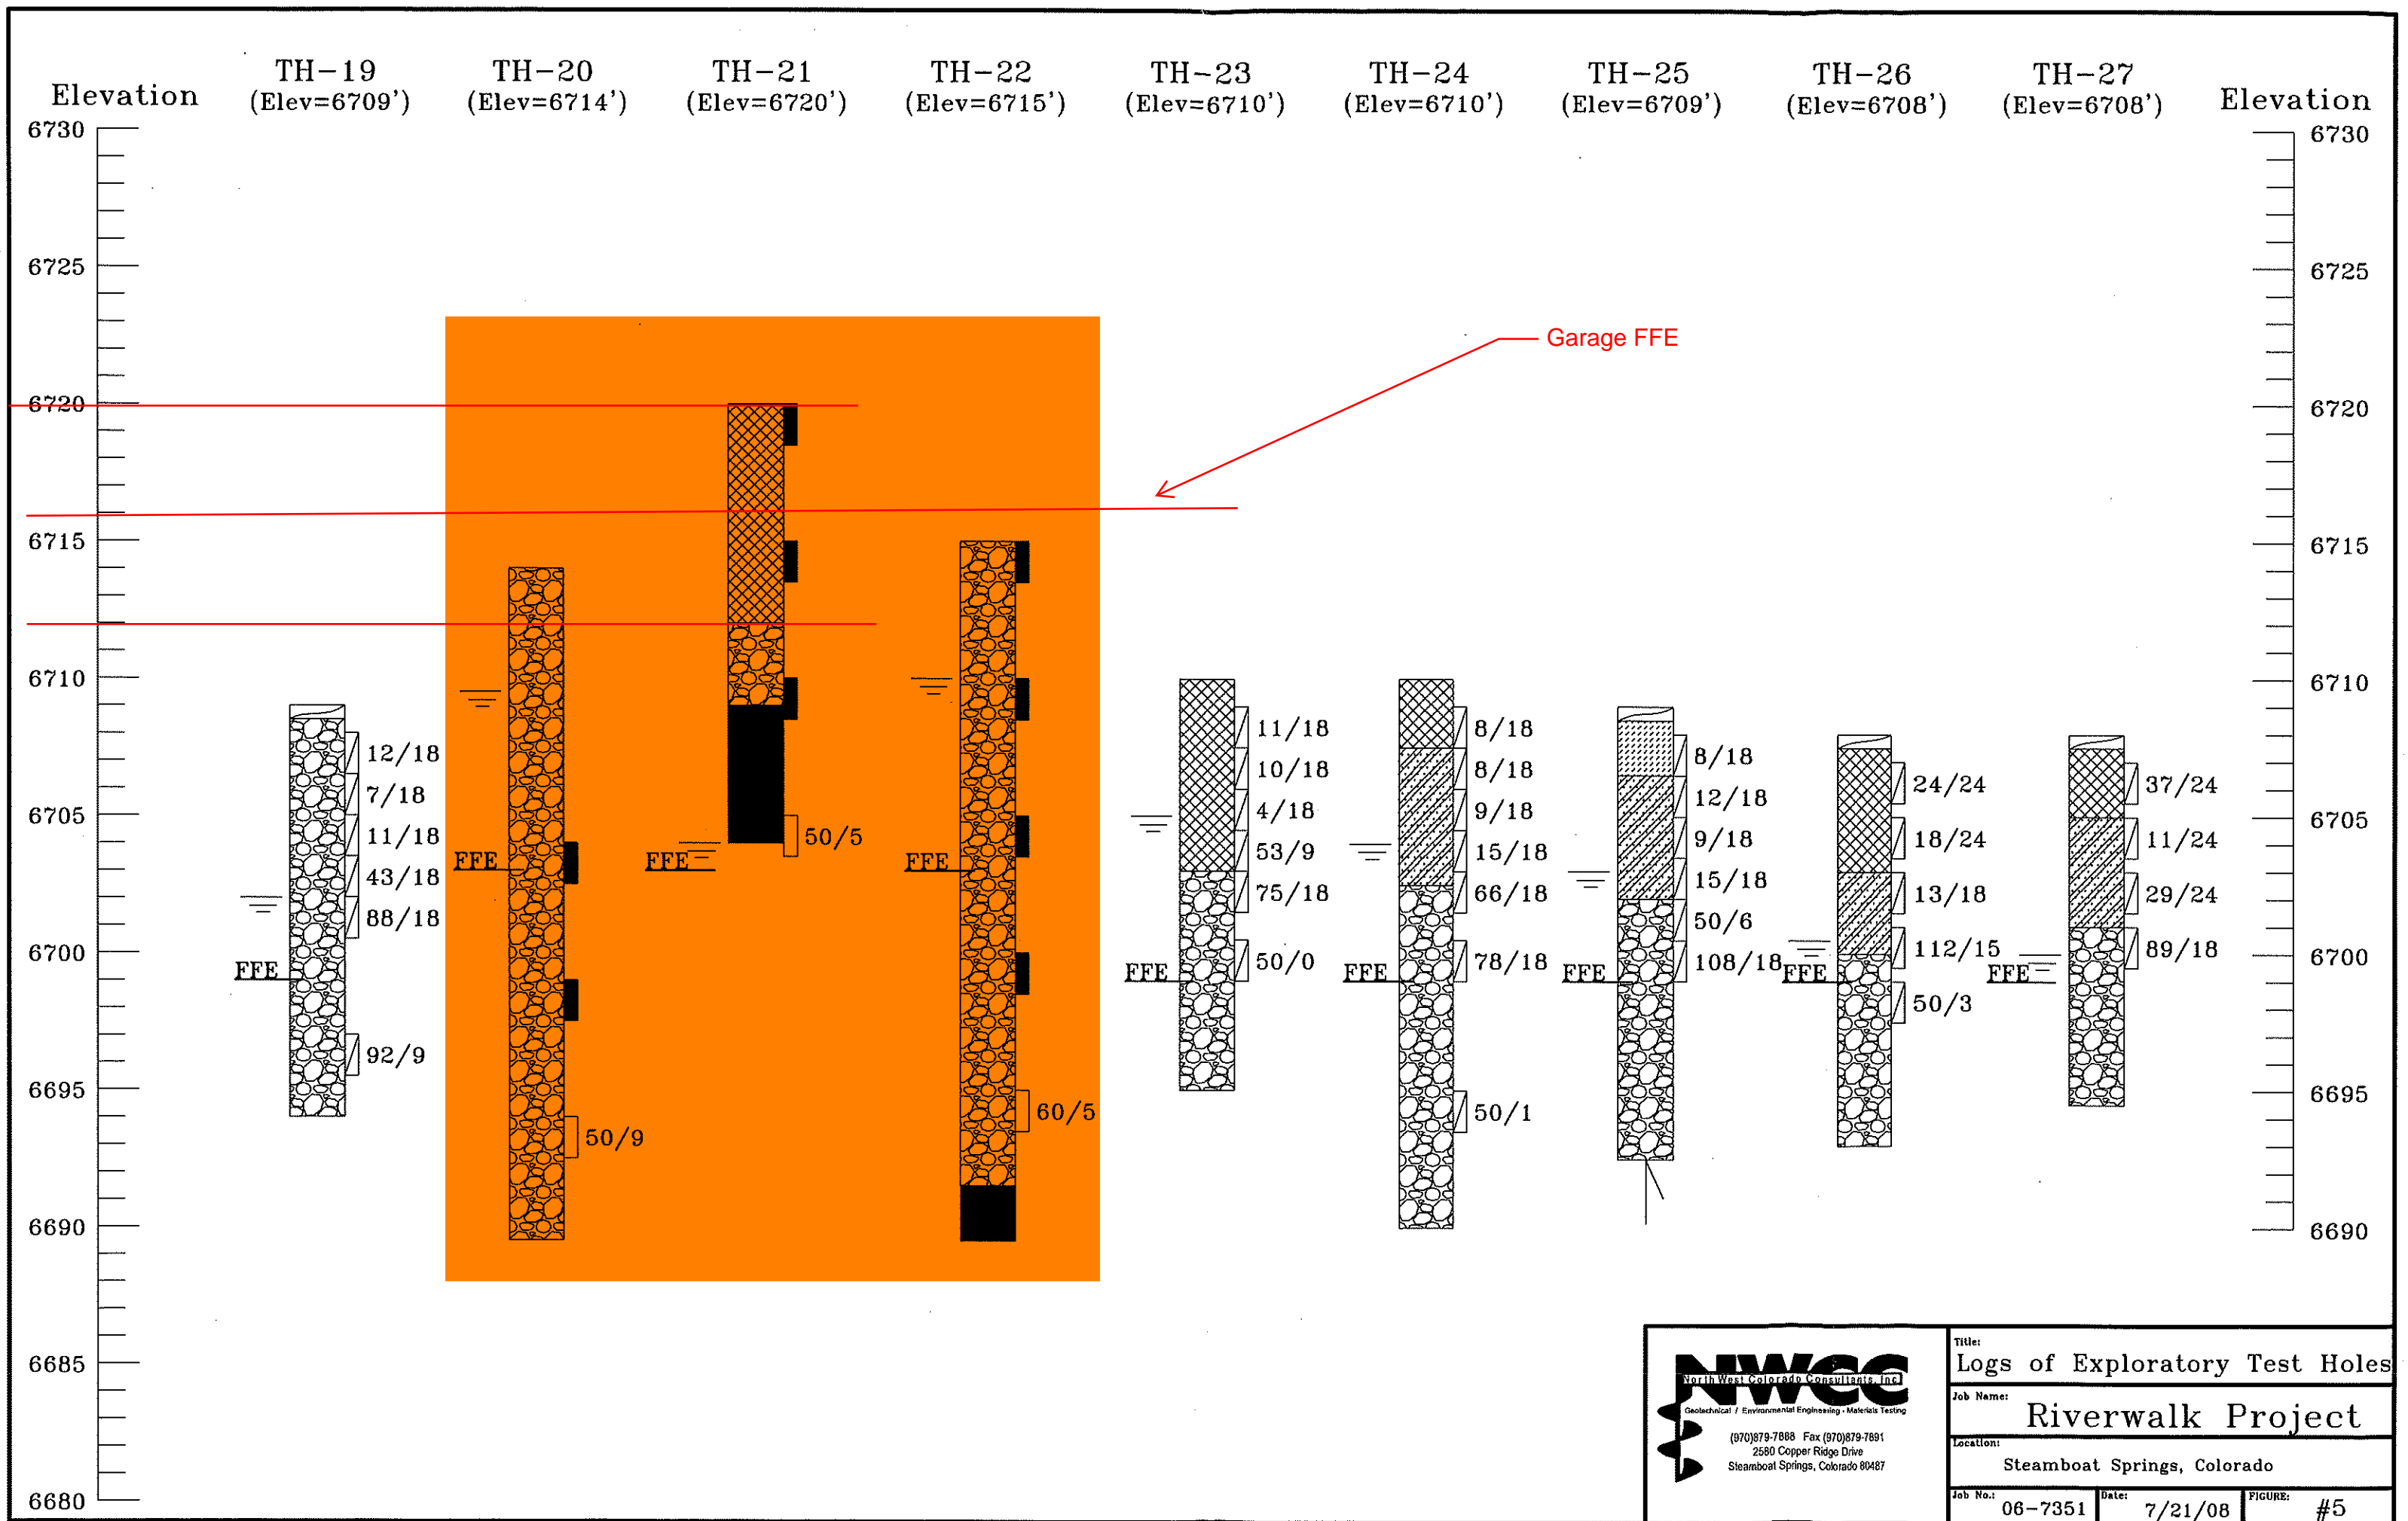 TH-19 TH-20 TH-21 TH-22 TH-23 TH-24 TH-25 TH-26 TH-27
Elevation (Elev=6709') (Elev=6714') (Elev=6720') (Elev=6715') (Elev=6710') (Elev=6710') (Elev=6709') (Elev=6708') (Elev=6708') Elevation
6730 6730
6725 6725
Garage FFE
6720 6720
6715 6715
6710 6710
11/18 8/18
12/18 8/18
10/18 8/18 24/24 37/24
7/18 12/18
6705 4/18 9/18 6705
11/18 50/5 9/18 18/24 11/24
53/9 15/18
FFE FFE FFE
43/18 15/18
75/18 66/18 13/18 29/24
88/18 50/6
6700 112/15 89/18 6700
50/0 78/18 108/18
FFE FFE FFE FFE FFE FFE
50/3
92/9
6695 6695
60/5 50/1
50/9
6690 6690
6685
6680
NWCC
North West Colorado Consultants, Inc.
Geotechnical / Environmental Engineering - Materials Testing
(970)879-7888 Fax (970)879-7891
2580 Copper Ridge Drive
Steamboat Springs, Colorado 80487
Title:
Logs of Exploratory Test Holes
Job Name:
Riverwalk Project
Location:
Steamboat Springs, Colorado
Job No.: 06-7351 Date: 7/21/08 FIGURE: #5